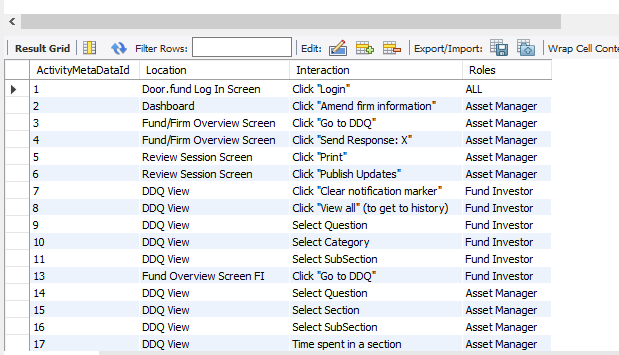 Result Grid Filter Rows: Edit: Export/Import: Wrap Cell Conte
ActivityMetaDataId Location Interaction Roles
1 Door.fund Log In Screen Click "Login" ALL
2 Dashboard Click "Amend firm information" Asset Manager
3 Fund/Firm Overview Screen Click "Go to DDQ" Asset Manager
4 Fund/Firm Overview Screen Click "Send Response: X" Asset Manager
5 Review Session Screen Click "Print" Asset Manager
6 Review Session Screen Click "Publish Updates" Asset Manager
7 DDQ View Click "Clear notification marker" Fund Investor
8 DDQ View Click "View all" (to get to history) Fund Investor
9 DDQ View Select Question Fund Investor
10 DDQ View Select Category Fund Investor
11 DDQ View Select SubSection Fund Investor
13 Fund Overview Screen FI Click "Go to DDQ" Fund Investor
14 DDQ View Select Question Asset Manager
15 DDQ View Select Section Asset Manager
16 DDQ View Select SubSection Asset Manager
17 DDQ View Time spent in a section Asset Manager